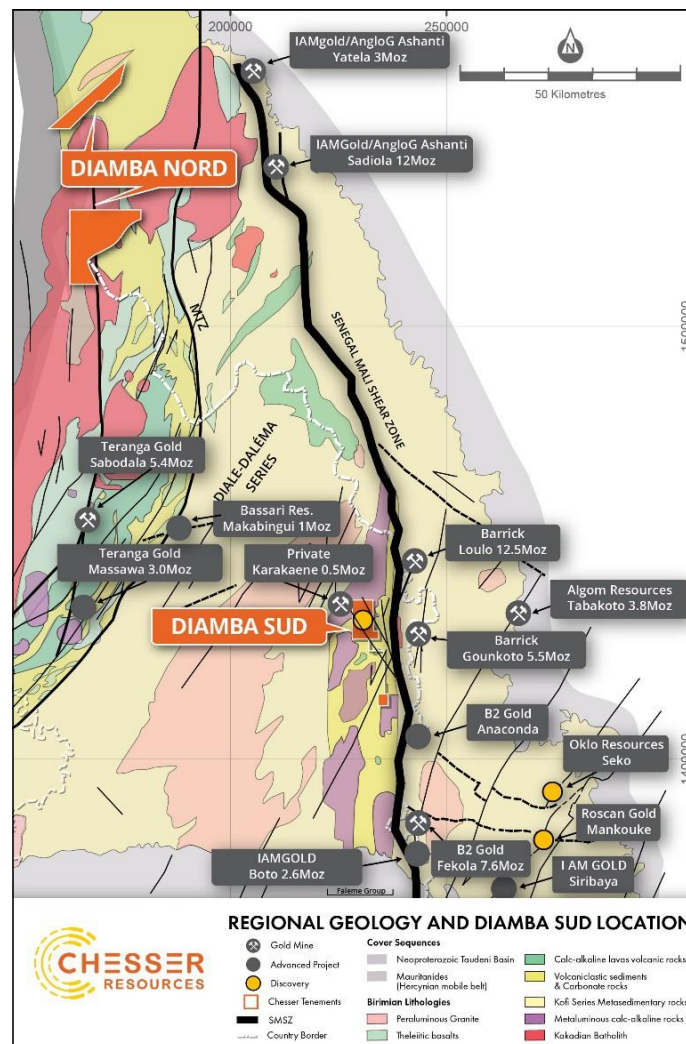 200000
250000
IAMgold/AngloG Ashanti
Yatela 3Moz
N
50 Kilometres
IAMGold/AngloG Ashanti
Sadiola 12Moz
DIAMBA NORD
MTZ
1500000
SENEGAL MALI SHEAR ZONE
DIALE-DALÉMA
SERIES
Teranga Gold
Sabodala 5.4Moz
Bassari Res.
Makabingui 1Moz
Teranga Gold
Massawa 3.0Moz
Private
Karakaene 0.5Moz
Barrick
Loulo 12.5Moz
Algom Resources
Tabakoto 3.8Moz
DIAMBA SUD
Barrick
Gounkoto 5.5Moz
B2 Gold
Anaconda
Oklo Resources
Seko
1400000
Roscan Gold
Mankouke
IAMGOLD
Boto 2.6Moz
B2 Gold
Fekola 7.6Moz
I AM GOLD
Siribaya
Faleme Group
CHESSER
RESOURCES
REGIONAL GEOLOGY AND DIAMBA SUD LOCATION
Gold Mine
Advanced Project
Discovery
Chesser Tenements
SMSZ
Country Border
Cover Sequences
Neoproterozoic Taudeni Basin
Mauritanides
(Hercynian mobile belt)
Birimian Lithologies
Peraluminous Granite
Theleiitic basalts
Calc-alkaline lavas volcanic rocks
Volcaniclastic sediments
& Carbonate rocks
Kofi Series Metasedimentary rocks
Metaluminous calc-alkaline rocks
Kakadian Batholith